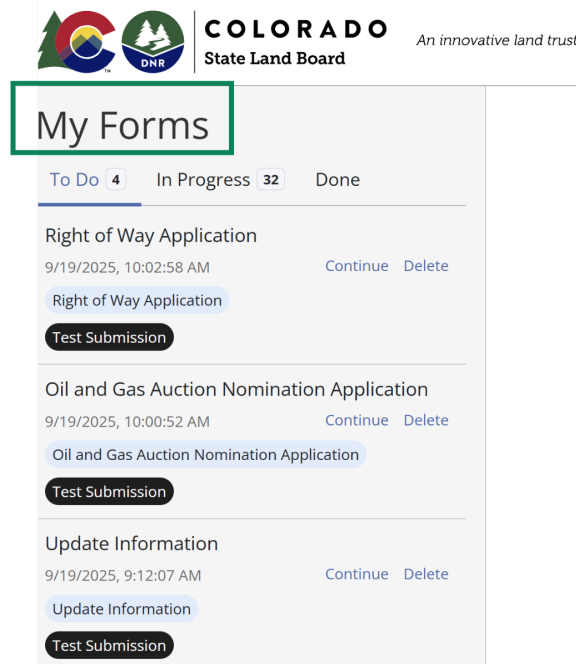 COLORADO
State Land Board
An innovative land trust
DNR
My Forms
To Do 4 In Progress 32 Done
Right of Way Application
9/19/2025, 10:02:58 AM Continue Delete
Right of Way Application
Test Submission
Oil and Gas Auction Nomination Application
9/19/2025, 10:00:52 AM Continue Delete
Oil and Gas Auction Nomination Application
Test Submission
Update Information
9/19/2025, 9:12:07 AM Continue Delete
Update Information
Test Submission